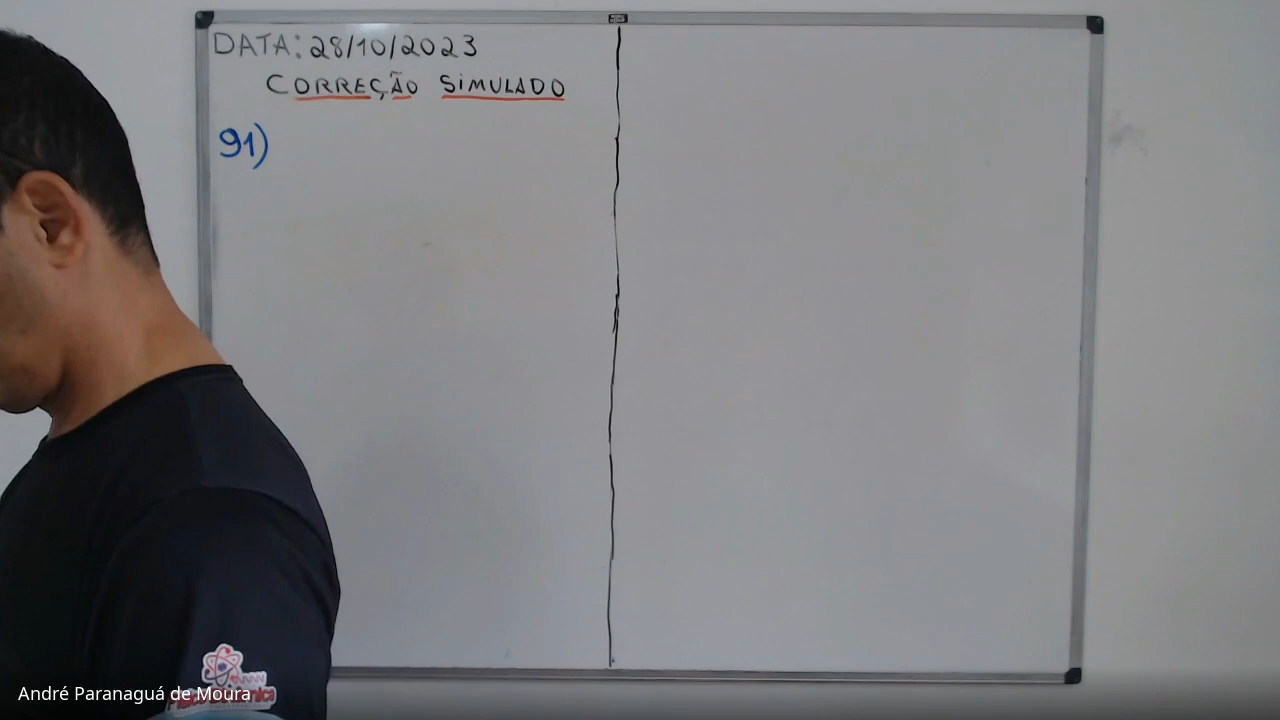 DATA: 28/10/2023
CORREÇÃO SIMULADO
91)
André Paranaguá de Moura